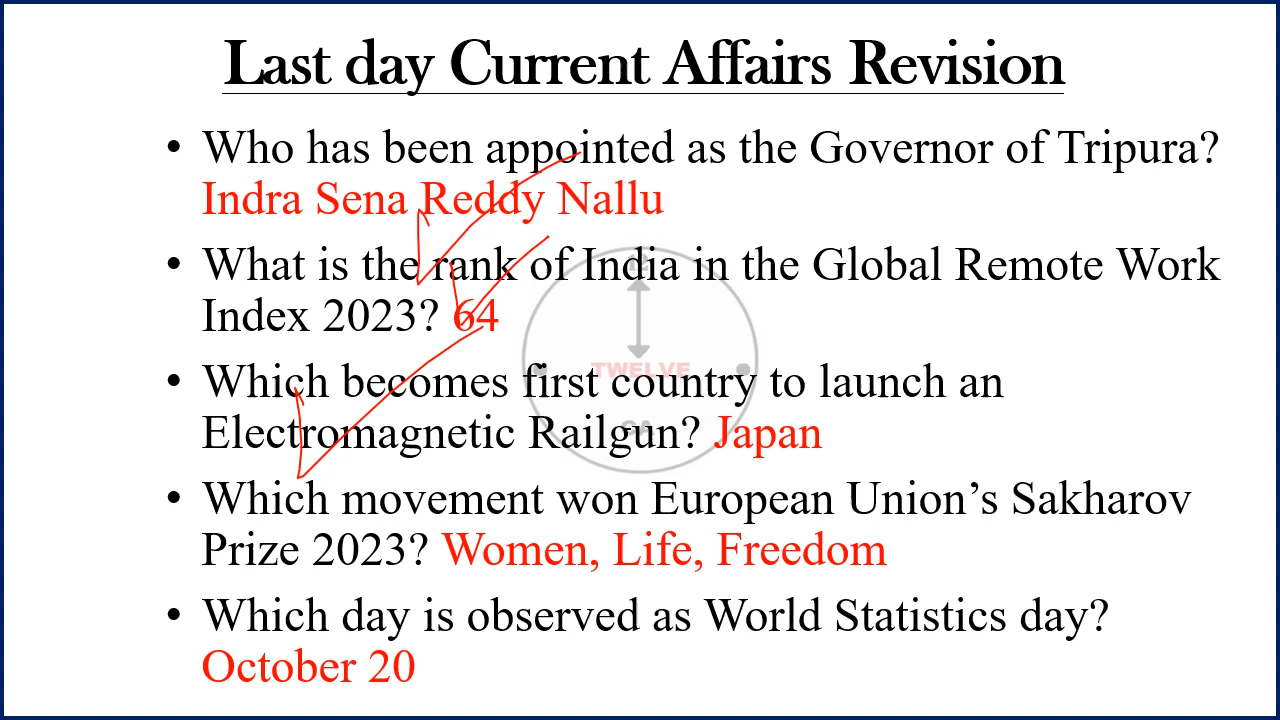 Last day Current Affairs Revision
• Who has been appointed as the Governor of Tripura?
Indra Sena Reddy Nallu
• What is the rank of India in the Global Remote Work
Index 2023? 64
• Which becomes first country to launch an
Electromagnetic Railgun? Japan
• Which movement won European Union’s Sakharov
Prize 2023? Women, Life, Freedom
• Which day is observed as World Statistics day?
October 20
TWELVE